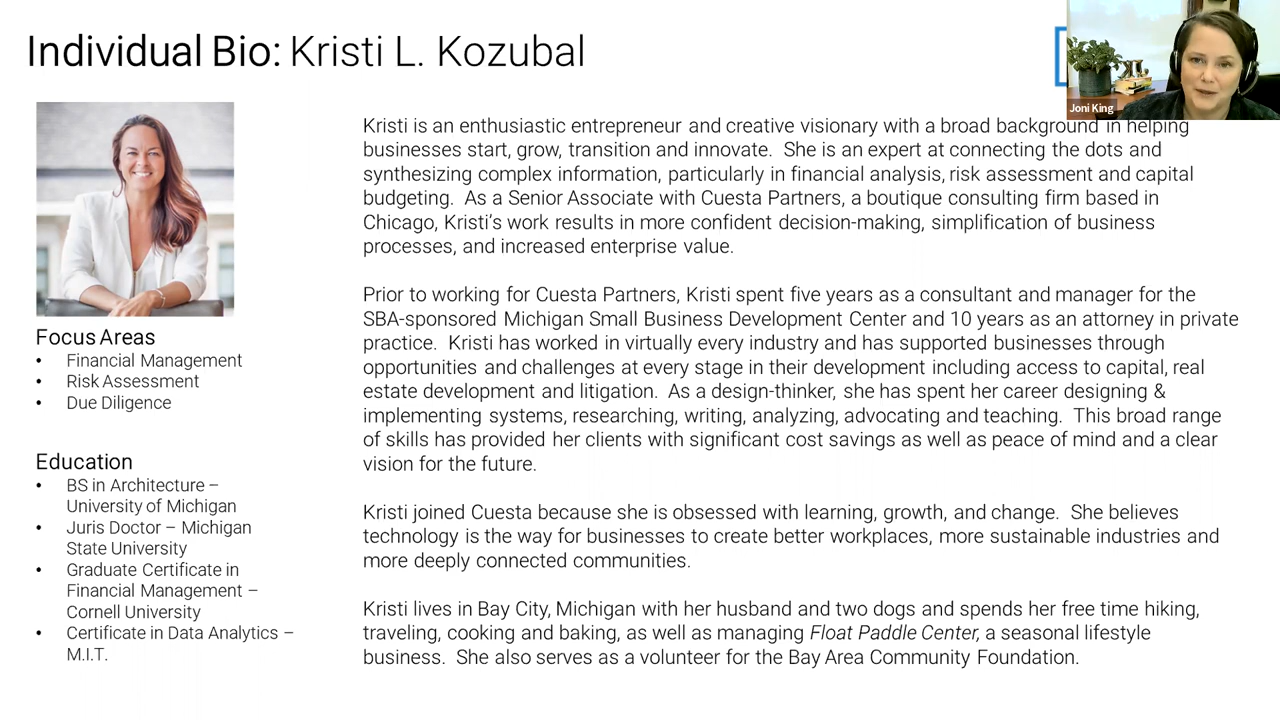 Individual Bio: Kristi L. Kozubal
Joni King
Focus Areas
• Financial Management
• Risk Assessment
• Due Diligence
Education
• BS in Architecture –
University of Michigan
• Juris Doctor – Michigan
State University
• Graduate Certificate in
Financial Management –
Cornell University
• Certificate in Data Analytics –
M.I.T.
Kristi is an enthusiastic entrepreneur and creative visionary with a broad background in helping
businesses start, grow, transition and innovate. She is an expert at connecting the dots and
synthesizing complex information, particularly in financial analysis, risk assessment and capital
budgeting. As a Senior Associate with Cuesta Partners, a boutique consulting firm based in
Chicago, Kristi’s work results in more confident decision-making, simplification of business
processes, and increased enterprise value.
Prior to working for Cuesta Partners, Kristi spent five years as a consultant and manager for the
SBA-sponsored Michigan Small Business Development Center and 10 years as an attorney in private
practice. Kristi has worked in virtually every industry and has supported businesses through
opportunities and challenges at every stage in their development including access to capital, real
estate development and litigation. As a design-thinker, she has spent her career designing &
implementing systems, researching, writing, analyzing, advocating and teaching. This broad range
of skills has provided her clients with significant cost savings as well as peace of mind and a clear
vision for the future.
Kristi joined Cuesta because she is obsessed with learning, growth, and change. She believes
technology is the way for businesses to create better workplaces, more sustainable industries and
more deeply connected communities.
Kristi lives in Bay City, Michigan with her husband and two dogs and spends her free time hiking,
traveling, cooking and baking, as well as managing Float Paddle Center, a seasonal lifestyle
business. She also serves as a volunteer for the Bay Area Community Foundation.